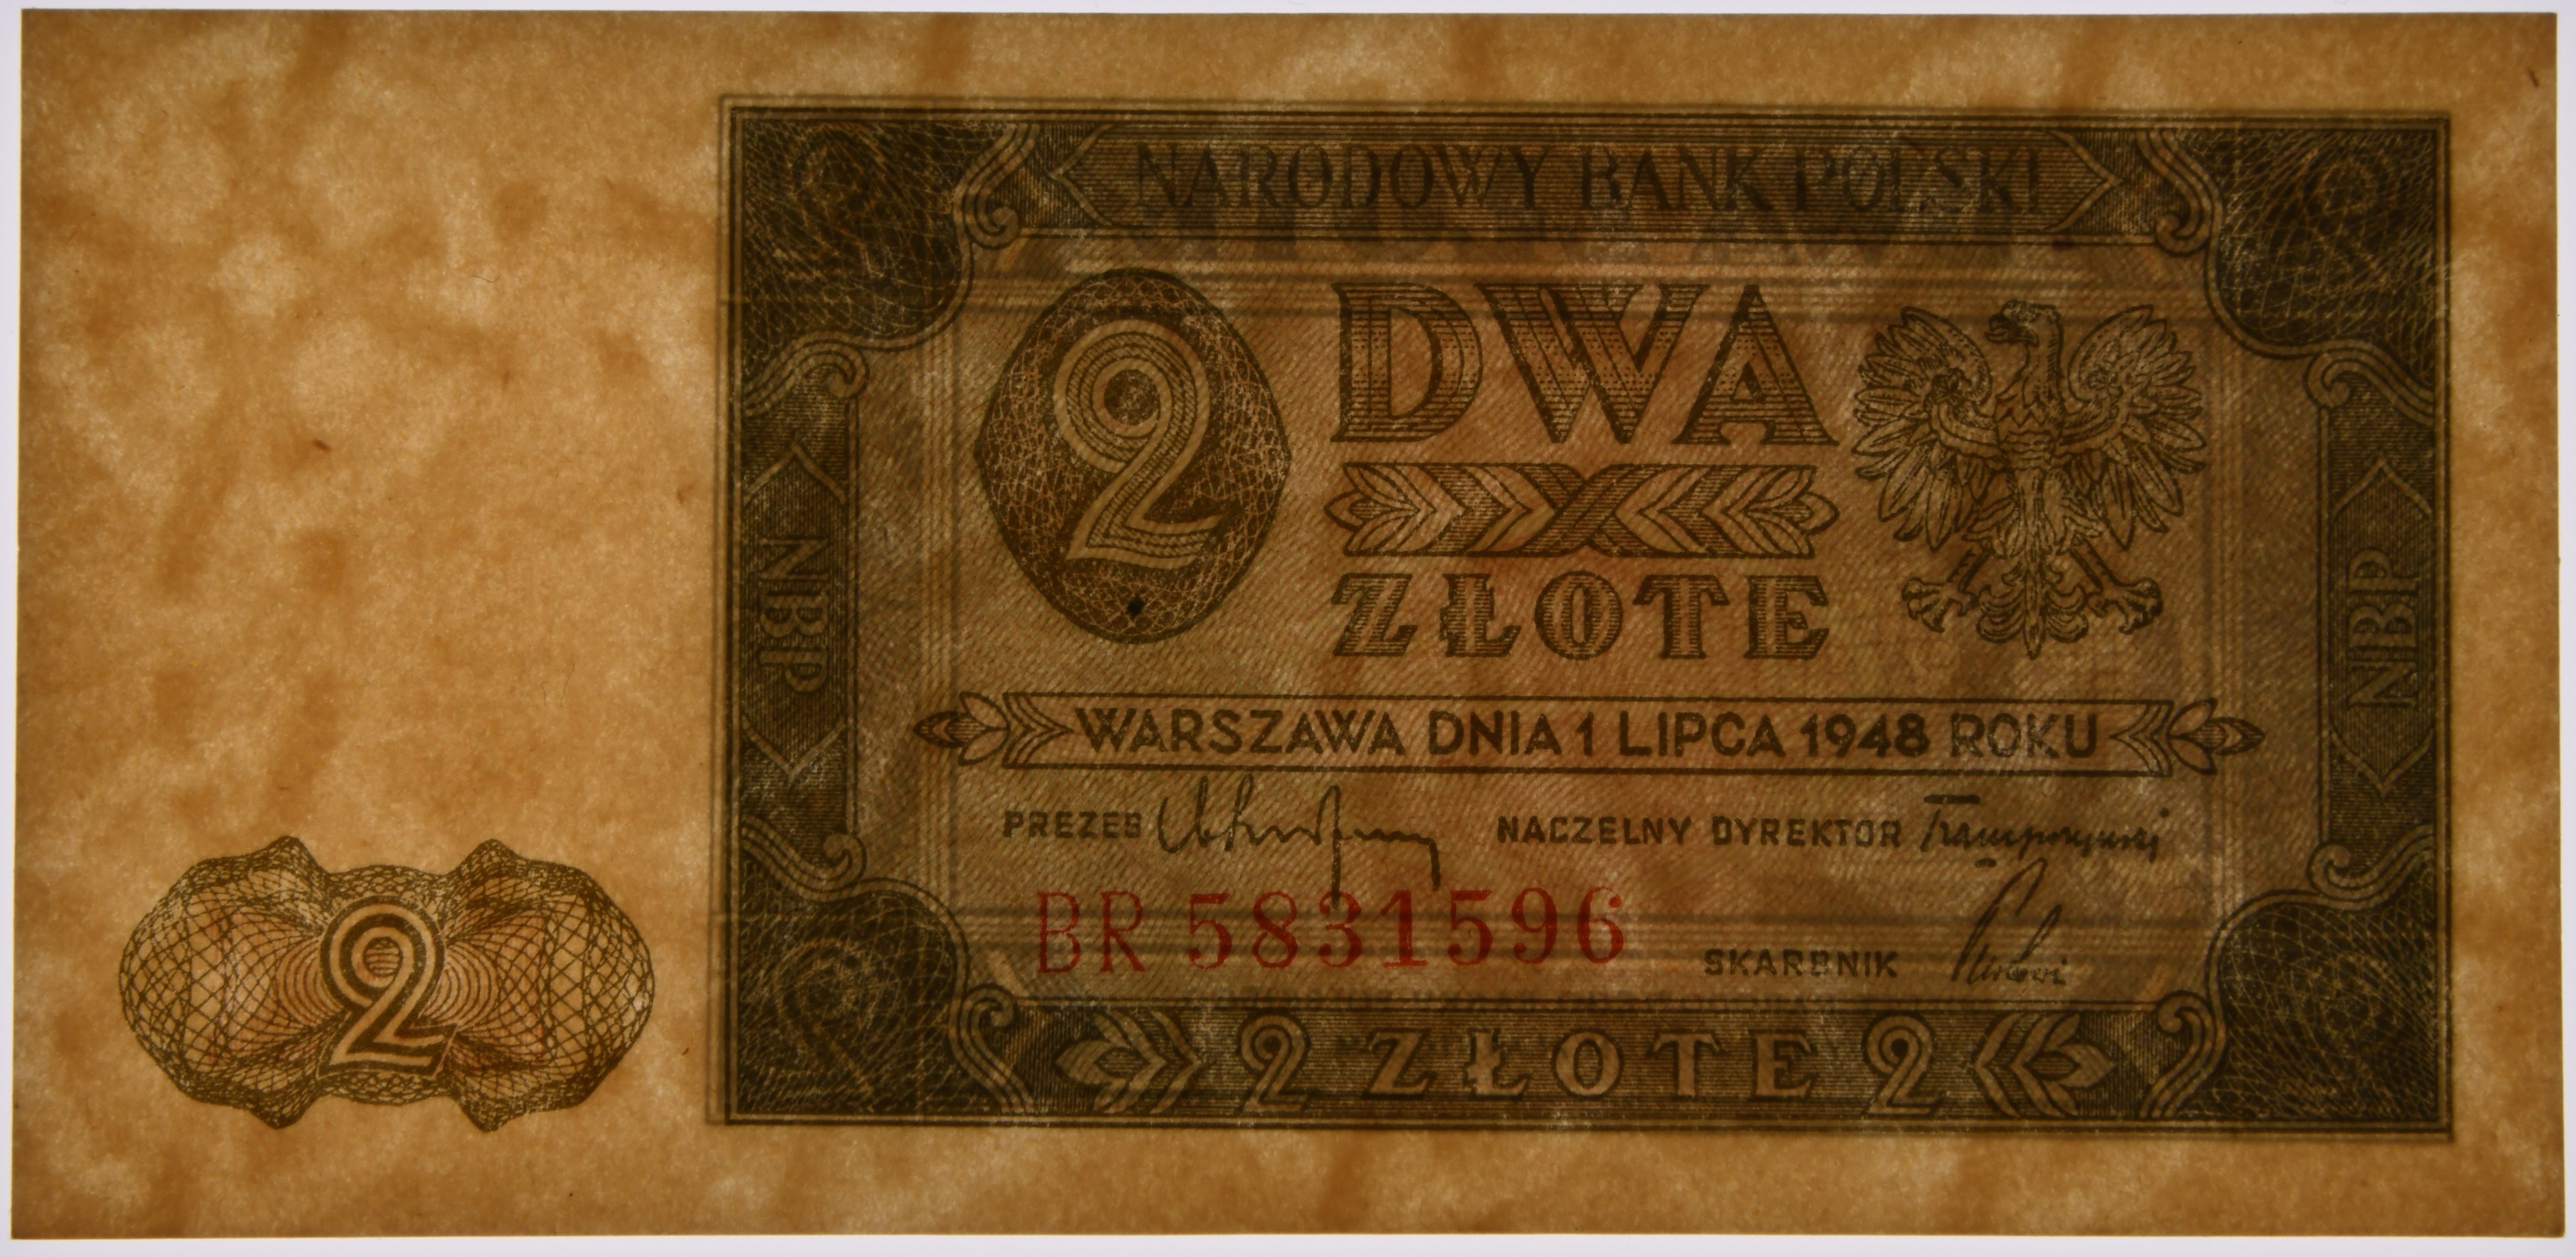 NARODOWY BANK POLSKI
2
DWA
ZŁOTE
NBP
NBP
WARSZAWA DNIA 1 LIPCA 1948 ROKU
PREZES
NACZELNY DYREKTOR
BR 5831596
SKARBNIK
2
2 ZŁOTE 2